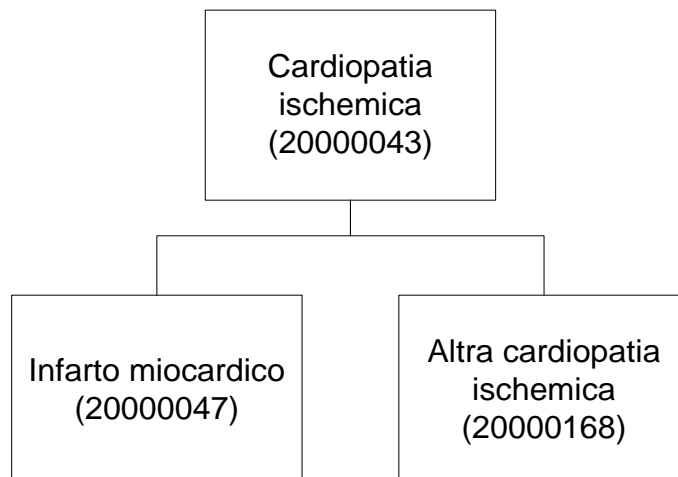 Cardiopatia
ischemica
(20000043)
Infarto miocardico
(20000047)
Altra cardiopatia
ischemica
(20000168)